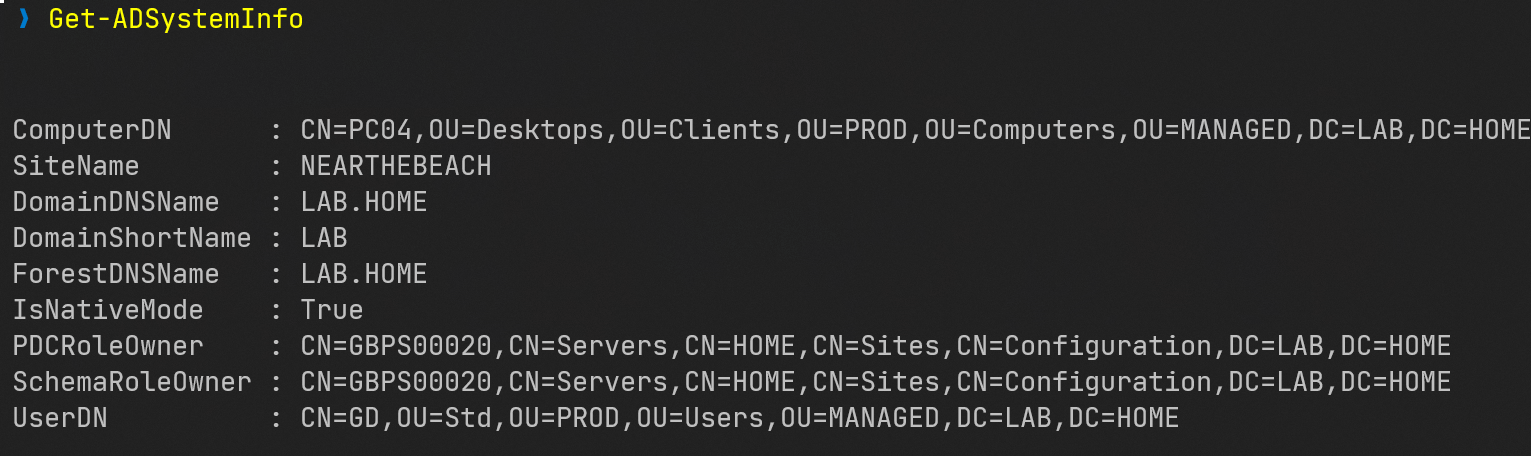 ❯ Get-ADSystemInfo
ComputerDN      : CN=PC04,OU=Desktops,OU=Clients,OU=PROD,OU=Computers,OU=MANAGED,DC=LAB,DC=HOME
SiteName        : NEARTHEBEACH
DomainDNSName   : LAB.HOME
DomainShortName : LAB
ForestDNSName   : LAB.HOME
IsNativeMode    : True
PDCRoleOwner    : CN=GBPS00020,CN=Servers,CN=HOME,CN=Sites,CN=Configuration,DC=LAB,DC=HOME
SchemaRoleOwner : CN=GBPS00020,CN=Servers,CN=HOME,CN=Sites,CN=Configuration,DC=LAB,DC=HOME
UserDN          : CN=GD,OU=Std,OU=PROD,OU=Users,OU=MANAGED,DC=LAB,DC=HOME